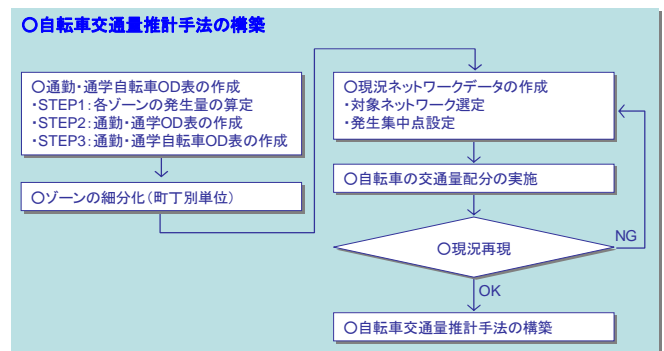 〇自転車交通量推計手法の構築
〇通勤・通学自転車OD表の作成
・STEP1:各ゾーンの発生量の算定
・STEP2:通勤・通学OD表の作成
・STEP3:通勤・通学自転車OD表の作成
〇ゾーンの細分化(町丁別単位)
〇現況ネットワークデータの作成
・対象ネットワーク選定
・発生集中点設定
〇自転車の交通量配分の実施
〇現況再現
NG
OK
〇自転車交通量推計手法の構築